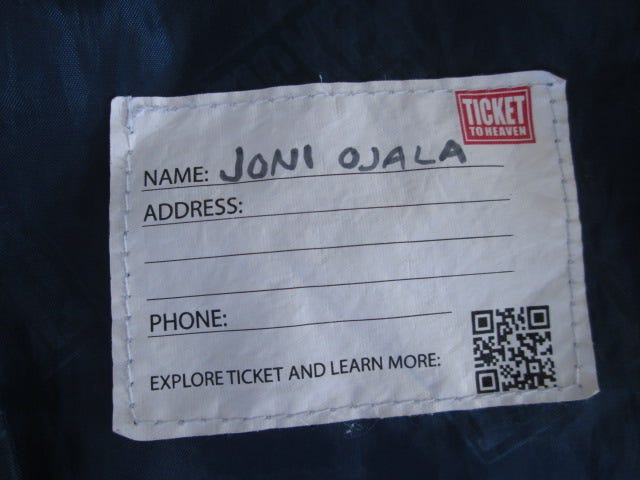 TICKET
TO HEAVEN
NAME: JONI OJALA
ADDRESS:
PHONE:
EXPLORE TICKET AND LEARN MORE: